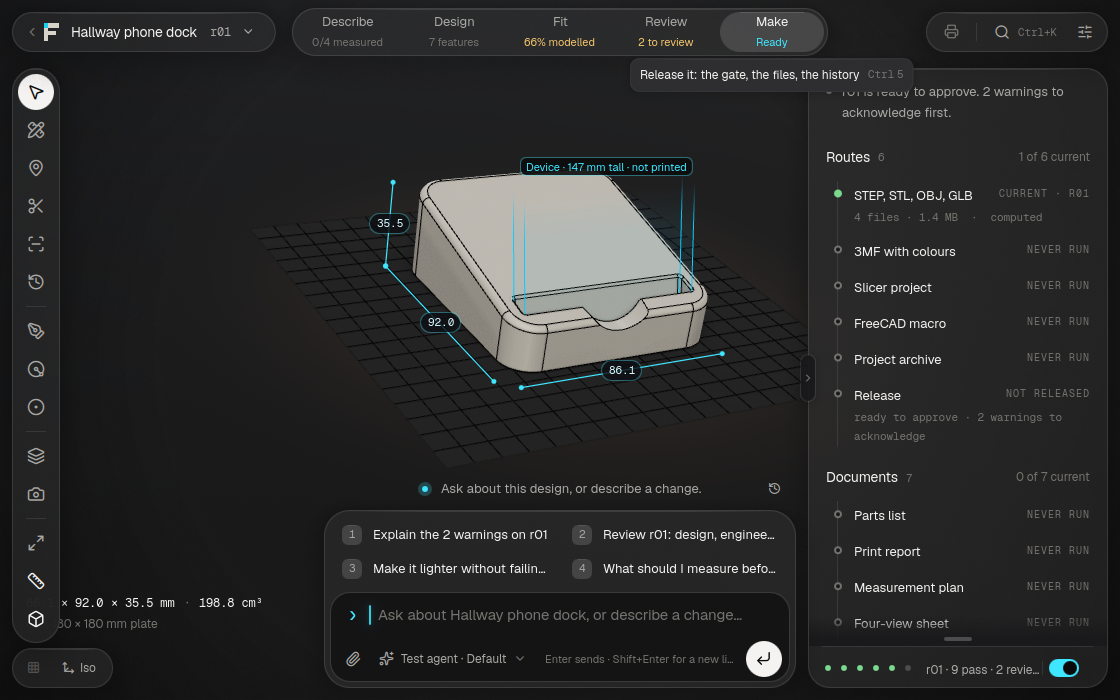 Hallway phone dock r01
Describe
0/4 measured
Design
7 features
Fit
66% modelled
Review
2 to review
Make
Ready
Ctrl+K
Release it: the gate, the files, the history Ctrl 5
r01 is ready to approve. 2 warnings to
acknowledge first.
Routes 6 1 of 6 current
STEP, STL, OBJ, GLB CURRENT · R01
4 files · 1.4 MB · computed
3MF with colours NEVER RUN
Slicer project NEVER RUN
FreeCAD macro NEVER RUN
Project archive NEVER RUN
Release NOT RELEASED
ready to approve · 2 warnings to
acknowledge
Documents 7 0 of 7 current
Parts list NEVER RUN
Print report NEVER RUN
Measurement plan NEVER RUN
Four-view sheet NEVER RUN
r01 · 9 pass · 2 revie…
Device · 147 mm tall · not printed
35.5
92.0
86.1
Ask about this design, or describe a change.
1 Explain the 2 warnings on r01
2 Review r01: design, enginee…
3 Make it lighter without failin…
4 What should I measure befo…
Ask about Hallway phone dock, or describe a change…
Test agent · Default
Enter sends · Shift+Enter for a new li…
× 92.0 × 35.5 mm · 198.8 cm³
80 × 180 mm plate
Iso